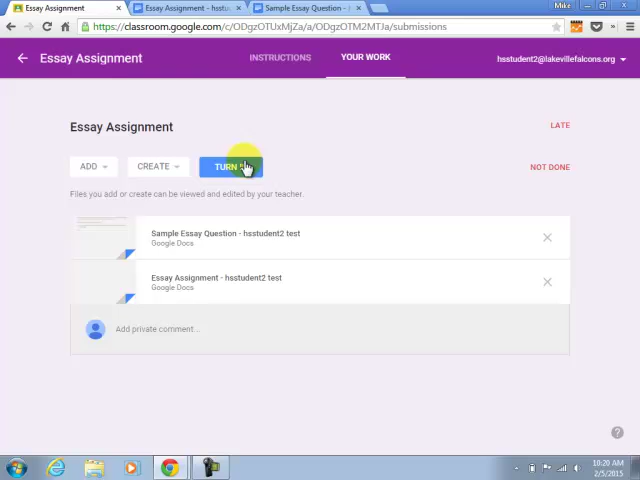 Essay Assignment
Essay Assignment - hsstude
Sample Essay Question - h
Mike
https://classroom.google.com/c/ODgzOTUxMjZa/a/ODgzOTM2MTJa/submissions
Essay Assignment
INSTRUCTIONS
YOUR WORK
hsstudent2@lakevillefalcons.org
Essay Assignment
LATE
ADD
CREATE
TURN
NOT DONE
Files you add or create can be viewed and edited by your teacher.
Sample Essay Question - hsstudent2 test
Google Docs
Essay Assignment - hsstudent2 test
Google Docs
Add private comment...
?
10:20 AM
2/5/2015